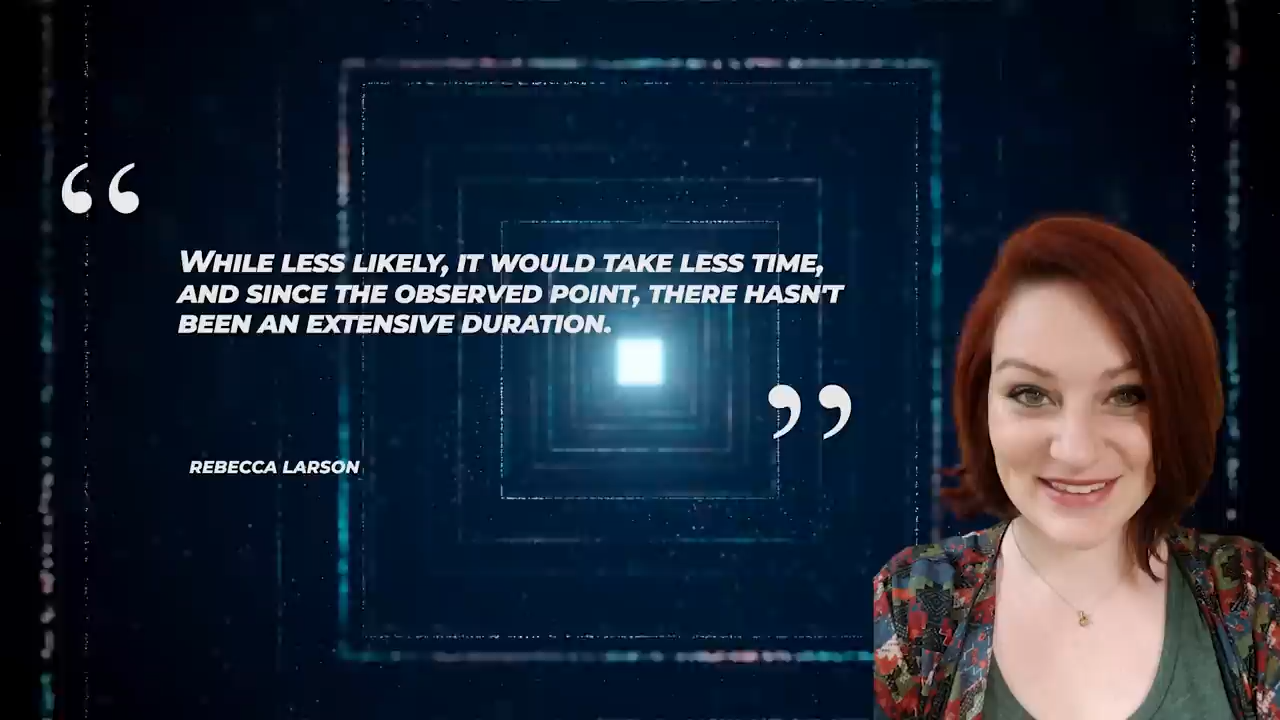 “
WHILE LESS LIKELY, IT WOULD TAKE LESS TIME,
AND SINCE THE OBSERVED POINT, THERE HASN'T
BEEN AN EXTENSIVE DURATION.
”
REBECCA LARSON